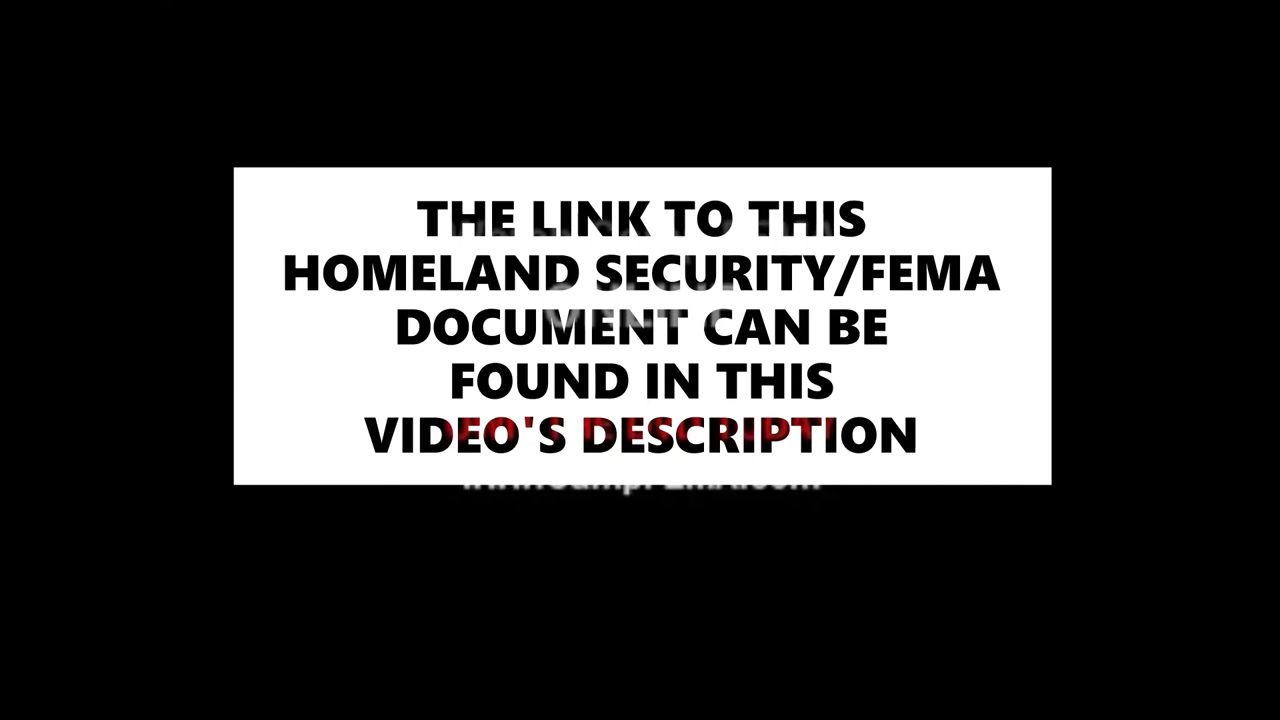 THE LINK TO THIS
HOMELAND SECURITY/FEMA
DOCUMENT CAN BE
FOUND IN THIS
VIDEO'S DESCRIPTION